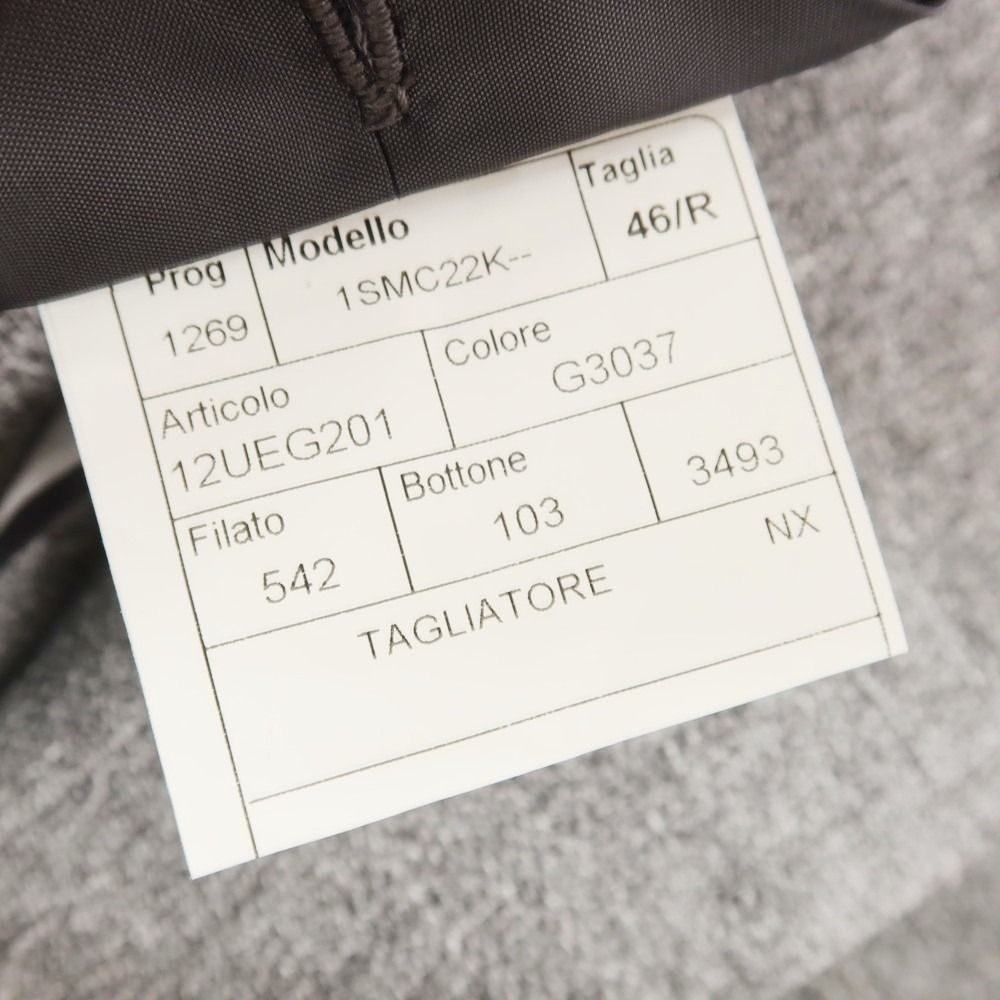 Prog
1269
Modello
1SMC22K--
Taglia
46/R
Articolo
12UEG201
Colore
G3037
Filato
542
Bottone
103
3493
NX
TAGLIATORE